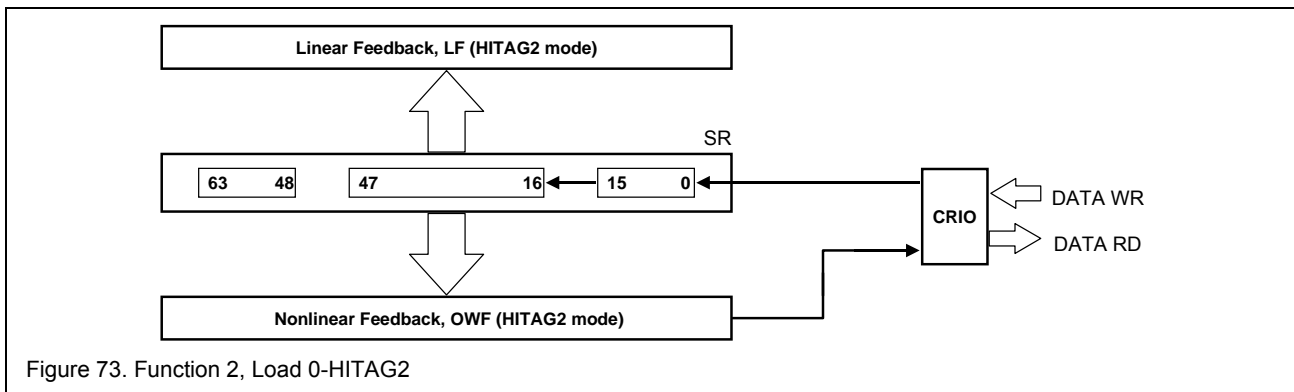 Linear Feedback, LF (HITAG2 mode)
SR
63 48 47 16 15 0
CRIO
DATA WR
DATA RD
Nonlinear Feedback, OWF (HITAG2 mode)
Figure 73. Function 2, Load 0-HITAG2